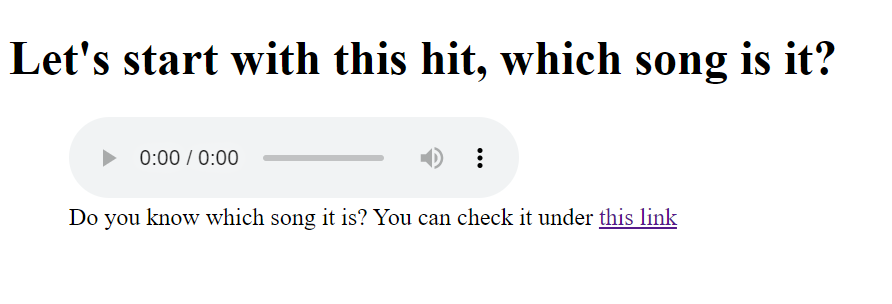 Let's start with this hit, which song is it?
0:00 / 0:00
Do you know which song it is? You can check it under this link